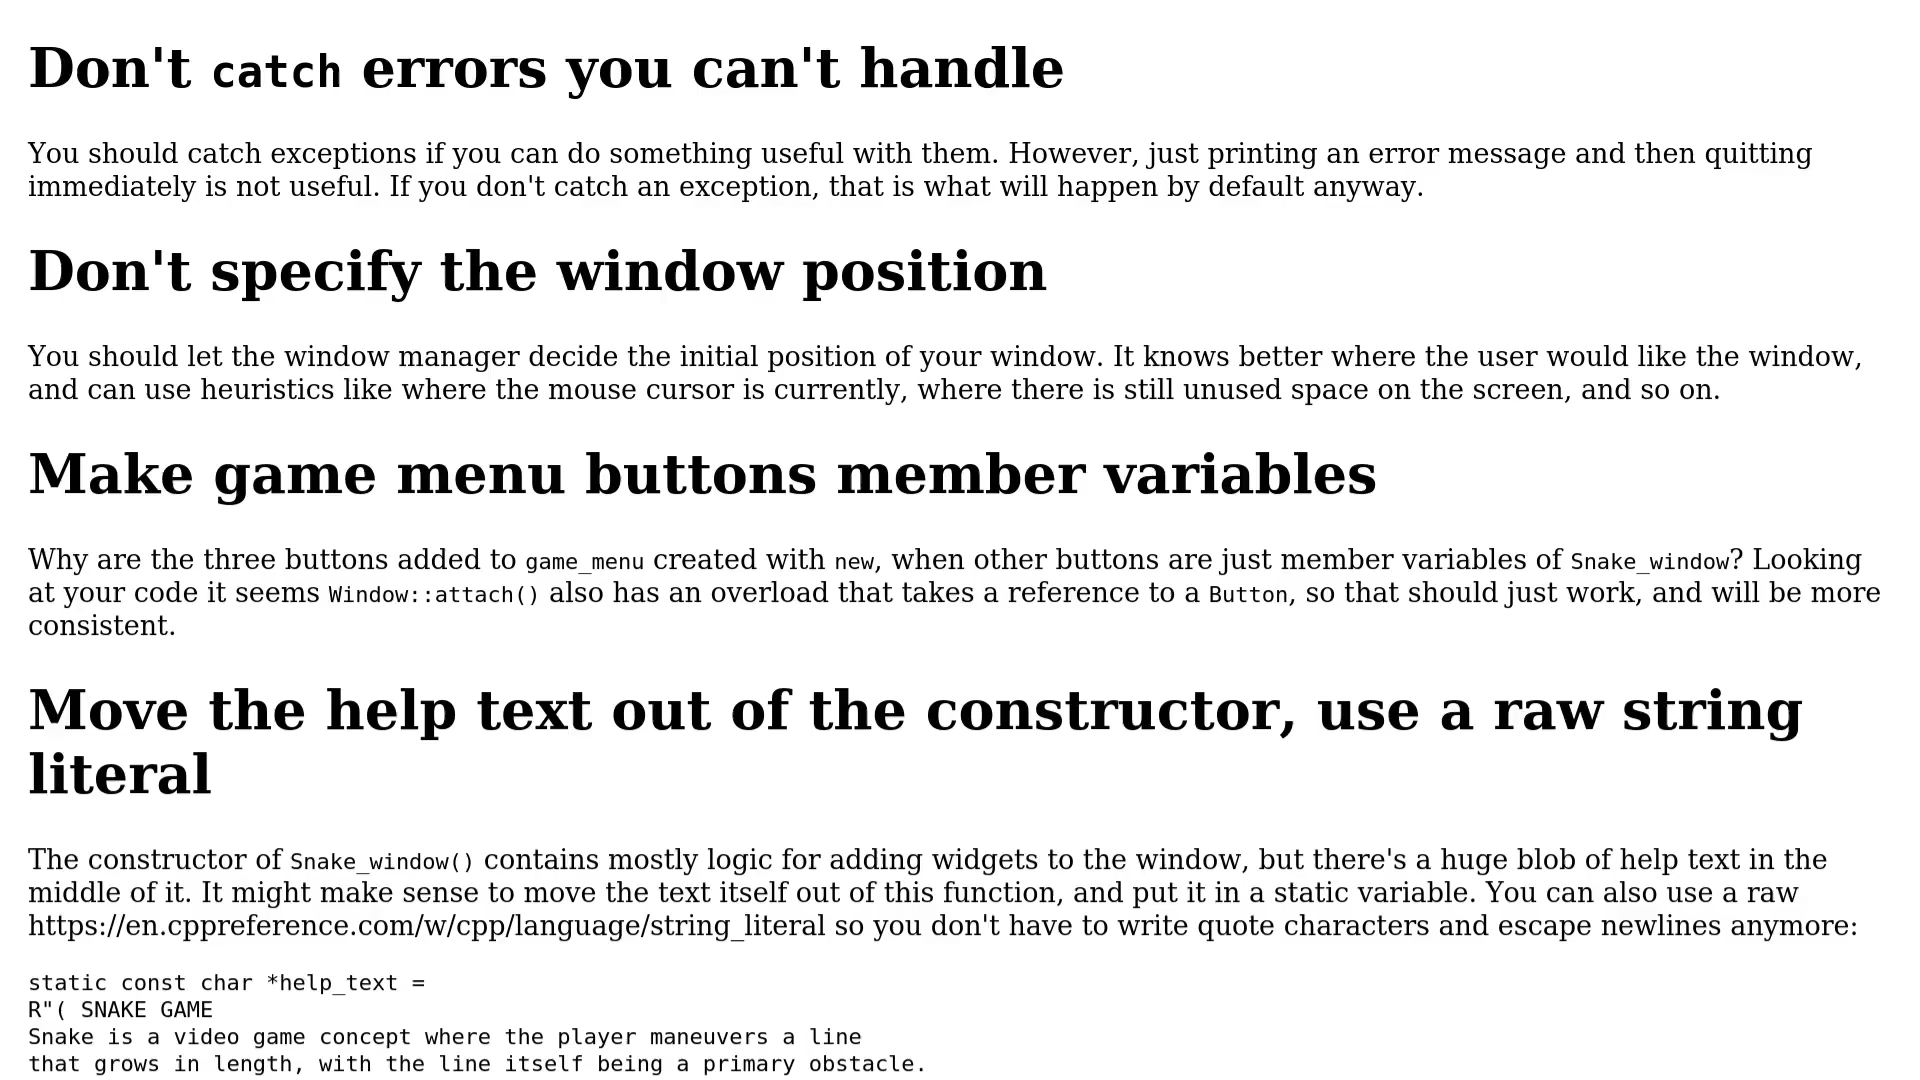 Don't catch errors you can't handle
You should catch exceptions if you can do something useful with them. However, just printing an error message and then quitting
immediately is not useful. If you don't catch an exception, that is what will happen by default anyway.
Don't specify the window position
You should let the window manager decide the initial position of your window. It knows better where the user would like the window,
and can use heuristics like where the mouse cursor is currently, where there is still unused space on the screen, and so on.
Make game menu buttons member variables
Why are the three buttons added to game_menu created with new, when other buttons are just member variables of Snake_window? Looking
at your code it seems Window::attach() also has an overload that takes a reference to a Button, so that should just work, and will be more
consistent.
Move the help text out of the constructor, use a raw string
literal
The constructor of Snake_window() contains mostly logic for adding widgets to the window, but there's a huge blob of help text in the
middle of it. It might make sense to move the text itself out of this function, and put it in a static variable. You can also use a raw
https://en.cppreference.com/w/cpp/language/string_literal so you don't have to write quote characters and escape newlines anymore:
static const char *help_text =
R"( SNAKE GAME
Snake is a video game concept where the player maneuvers a line
that grows in length, with the line itself being a primary obstacle.